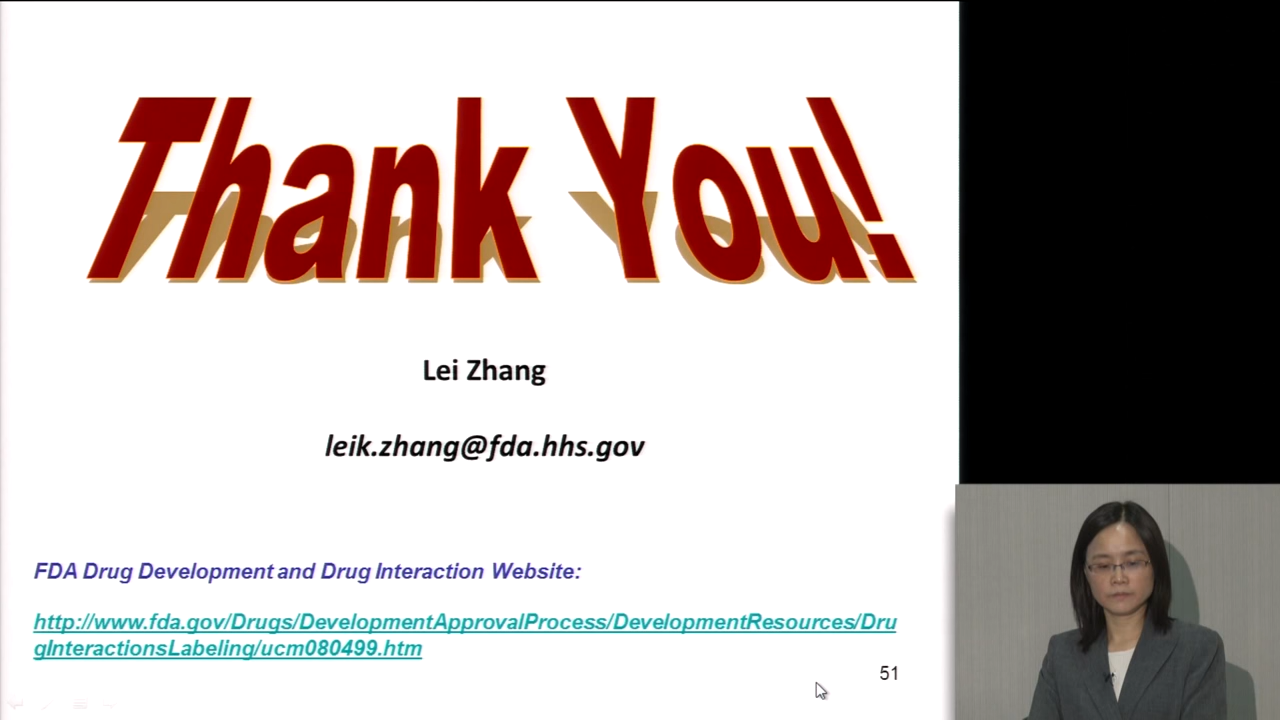 Thank You!
Lei Zhang
leik.zhang@fda.hhs.gov
FDA Drug Development and Drug Interaction Website:
http://www.fda.gov/Drugs/DevelopmentApprovalProcess/DevelopmentResources/Dru
gInteractionsLabeling/ucm080499.htm
51